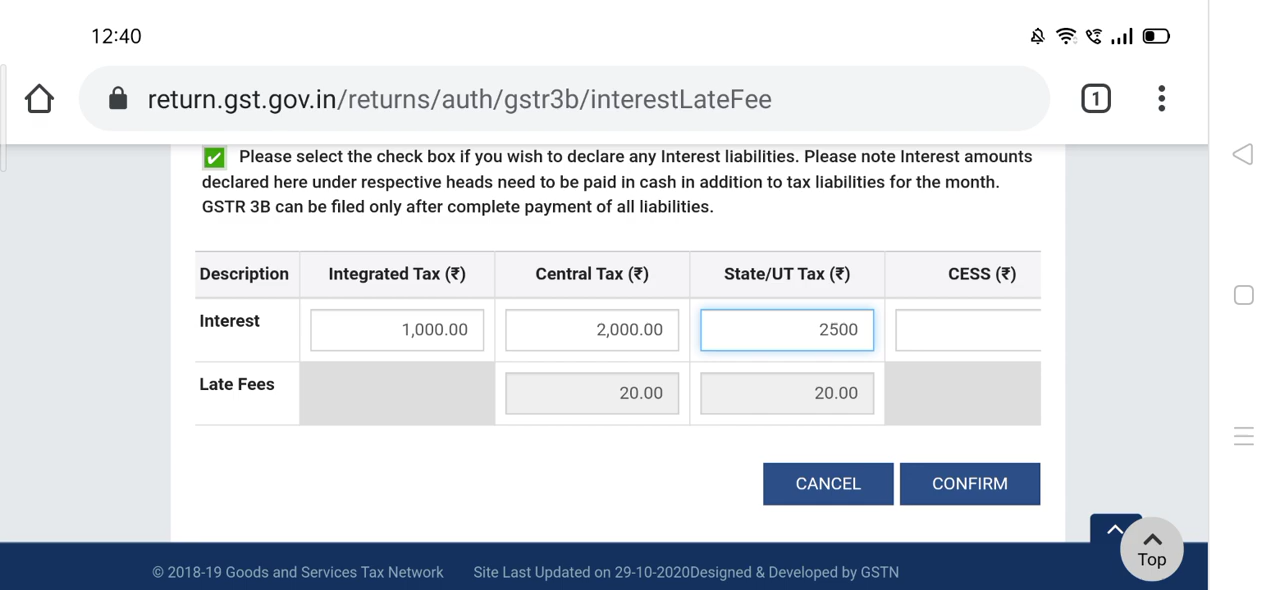 12:40
return.gst.gov.in/returns/auth/gstr3b/interestLateFee
1
Please select the check box if you wish to declare any Interest liabilities. Please note Interest amounts
declared here under respective heads need to be paid in cash in addition to tax liabilities for the month.
GSTR 3B can be filed only after complete payment of all liabilities.
Description Integrated Tax (₹) Central Tax (₹) State/UT Tax (₹) CESS (₹)
Interest 1,000.00 2,000.00 2500
Late Fees 20.00 20.00
CANCEL CONFIRM
Top
© 2018-19 Goods and Services Tax Network Site Last Updated on 29-10-2020Designed & Developed by GSTN